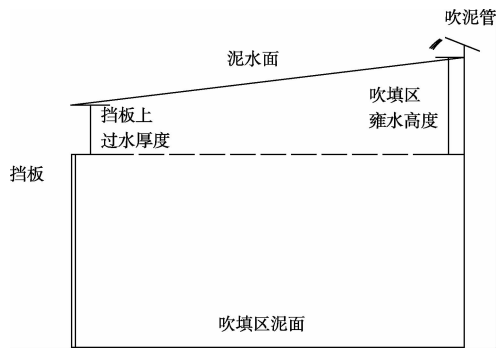 吹泥管
泥水面
挡板上
过水厚度
吹填区
雍水高度
挡板
吹填区泥面